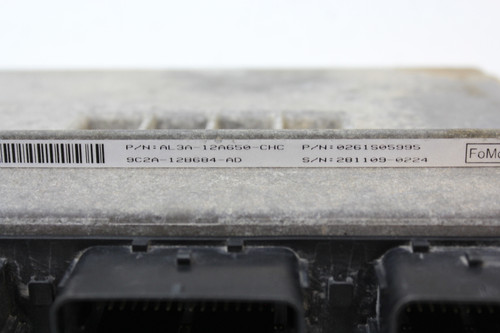 P/N:AL3A-12A650-CHC P/N:0261S05995
9C2A-12B684-AD S/N:281109-0224
FoMo